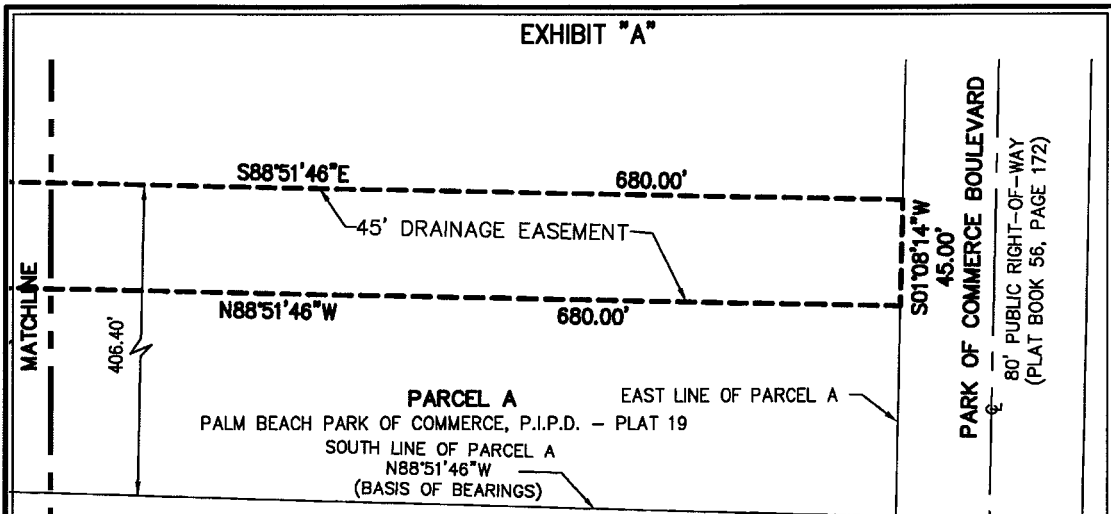 EXHIBIT "A"
S88°51'46"E
680.00'
45' DRAINAGE EASEMENT
N88°51'46"W
680.00'
S01°08'14"W
45.00'
MATCHLINE
406.40'
PARK OF COMMERCE BOULEVARD
℄
80' PUBLIC RIGHT-OF-WAY
(PLAT BOOK 56, PAGE 172)
PARCEL A
PALM BEACH PARK OF COMMERCE, P.I.P.D. - PLAT 19
EAST LINE OF PARCEL A
SOUTH LINE OF PARCEL A
N88°51'46"W
(BASIS OF BEARINGS)